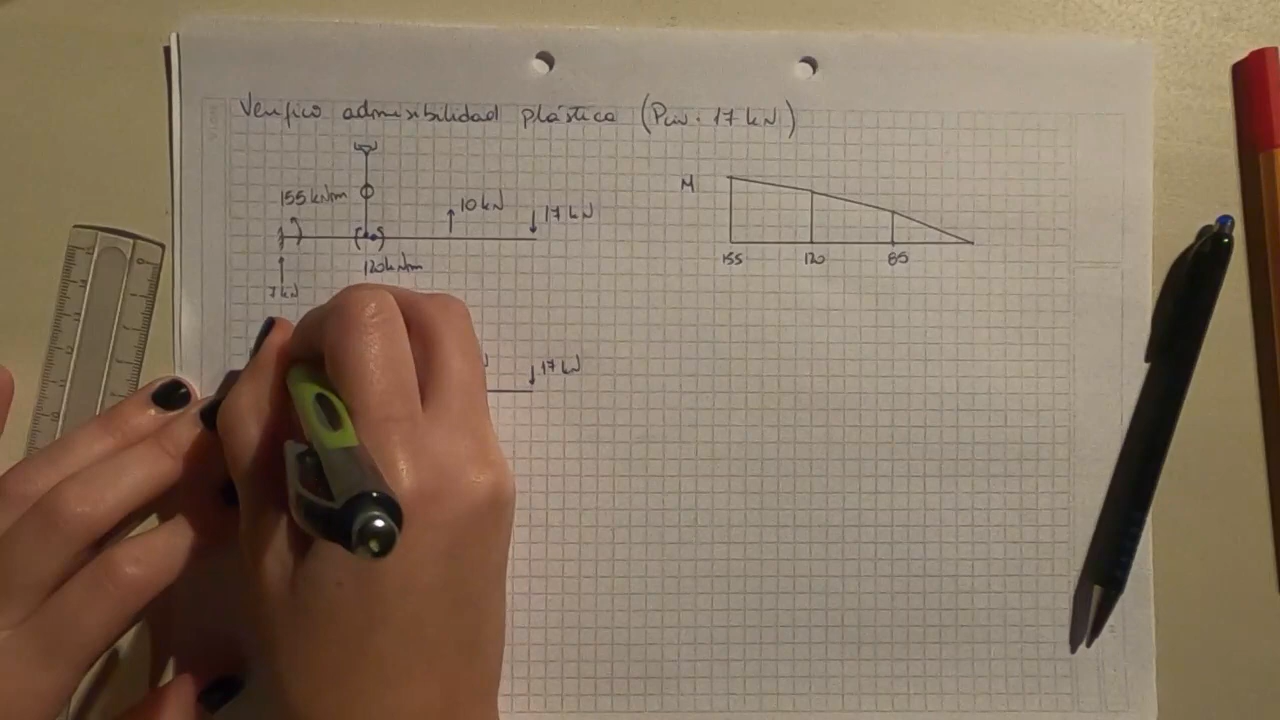 Verifico admisibilidad plástica (Pw = 17 kN)
155 kNm
10 kN
17 kN
120 kNm
7 kN
M
155 120 85
17 kN